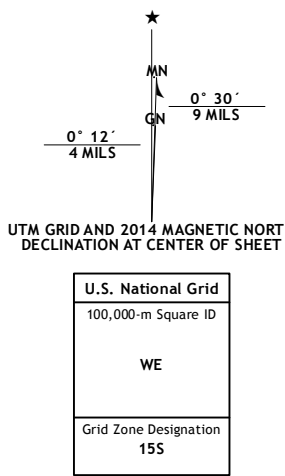 ★
MN
0° 30´
9 MILS
GN
0° 12´
4 MILS
UTM GRID AND 2014 MAGNETIC NORT
DECLINATION AT CENTER OF SHEET
U.S. National Grid
100,000-m Square ID
WE
Grid Zone Designation
15S